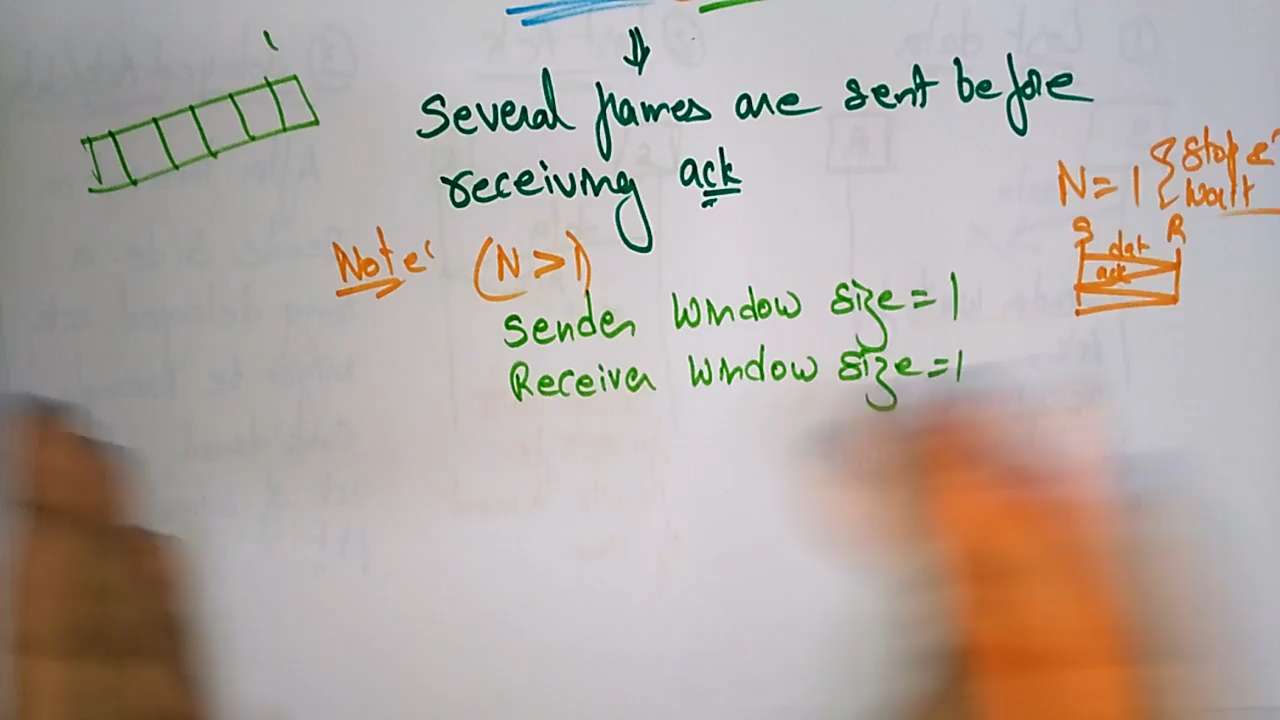 Several frames are sent before
receiving ack
N=1 { Stop &
wait
S R
dat
ack
Note: (N>1)
Sender Window size=1
Receiver Window size=1